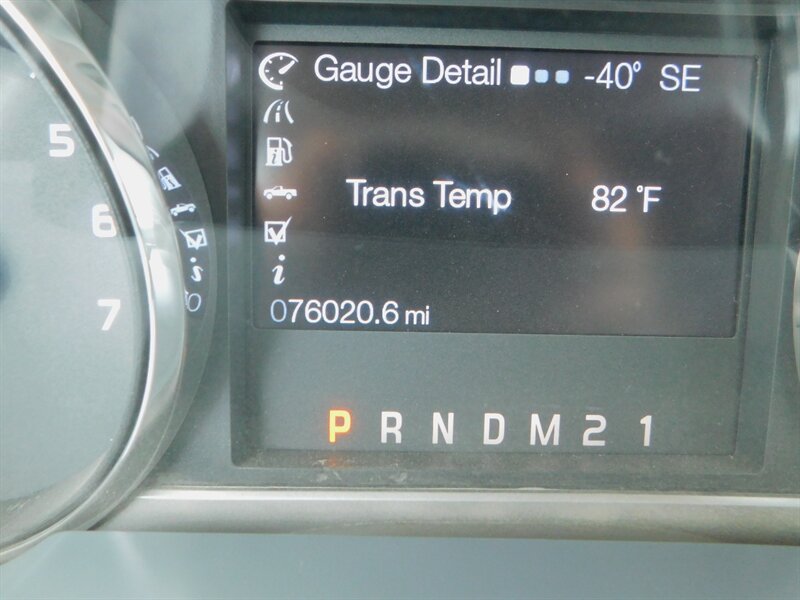 Gauge Detail -40° SE
Trans Temp 82 °F
076020.6 mi
P R N D M 2 1
5
6
7
i
i